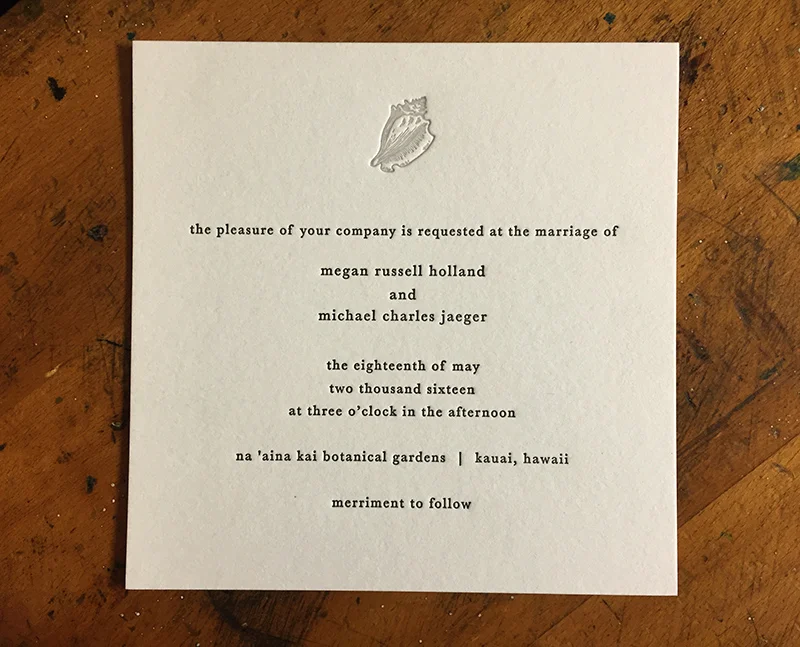 the pleasure of your company is requested at the marriage of
megan russell holland
and
michael charles jaeger
the eighteenth of may
two thousand sixteen
at three o’clock in the afternoon
na 'aina kai botanical gardens | kauai, hawaii
merriment to follow